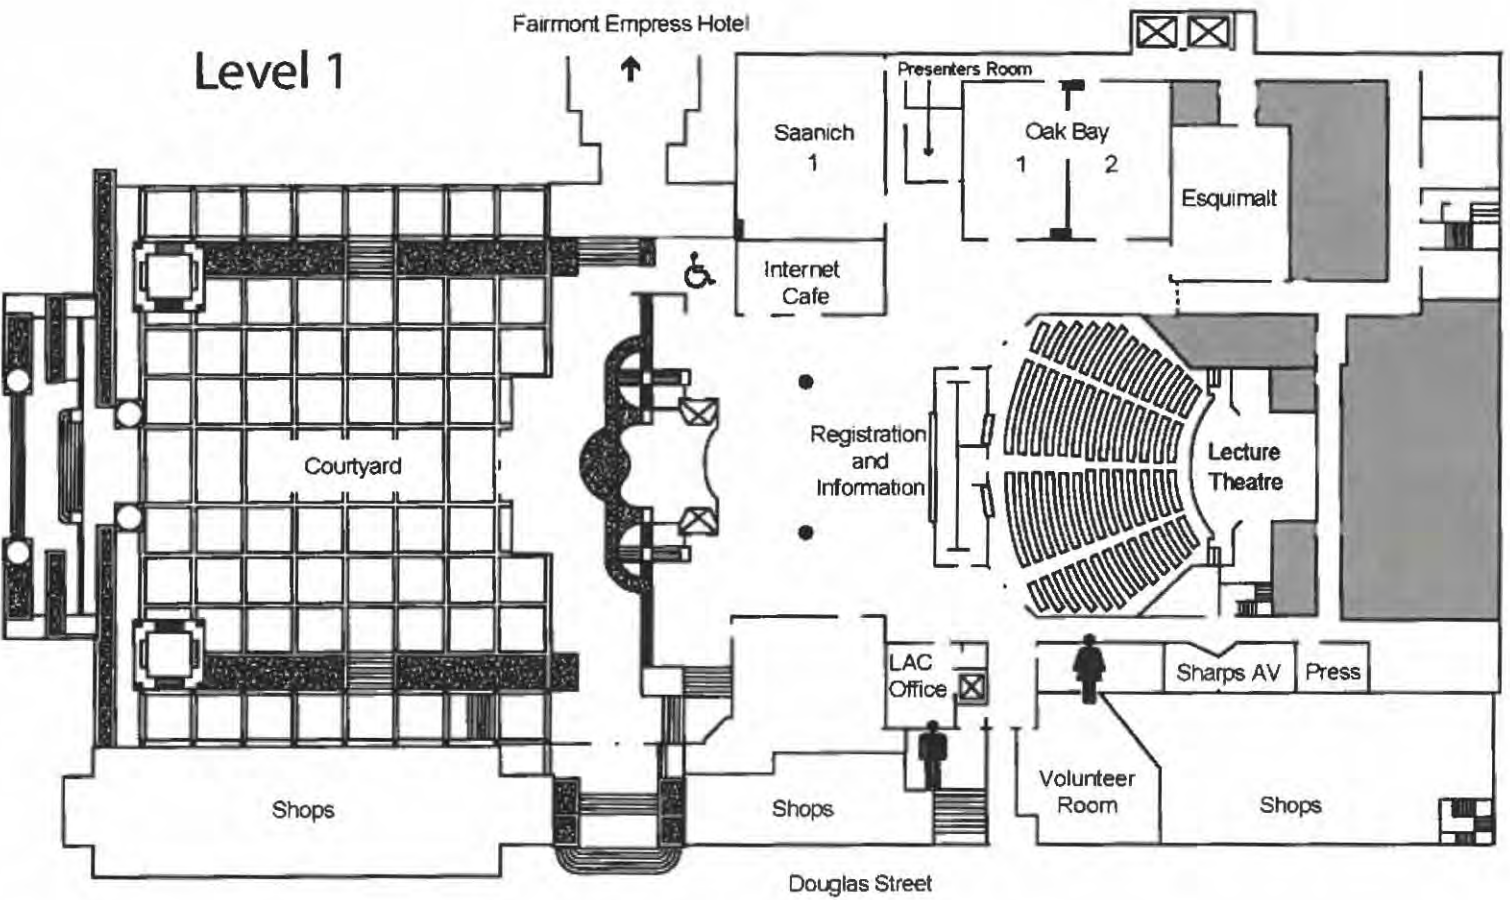 Fairmont Empress Hotel
Level 1
Presenters Room
Saanich
1
Oak Bay
1 2
Esquimalt
Internet
Cafe
Courtyard
Registration
and
Information
Lecture
Theatre
LAC
Office
Sharps AV
Press
Volunteer
Room
Shops
Shops
Shops
Douglas Street